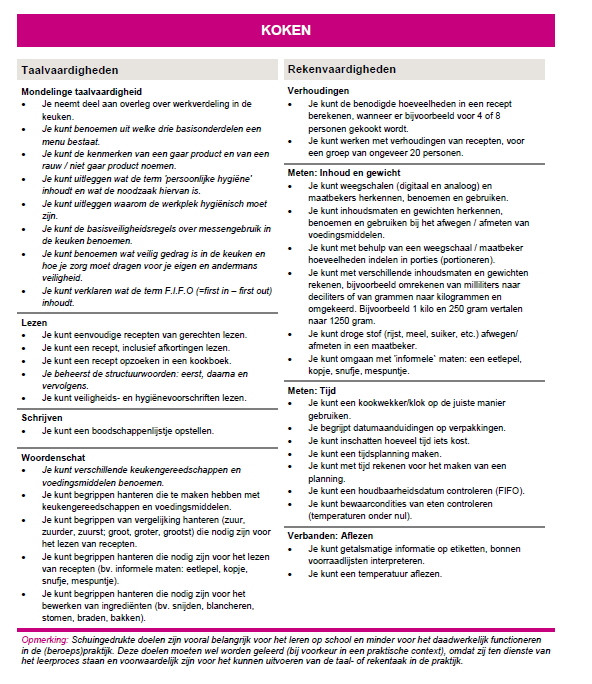 KOKEN
Taalvaardigheden
Mondelinge taalvaardigheid
• Je neemt deel aan overleg over werkverdeling in de
keuken.
• Je kunt benoemen uit welke drie basisonderdelen een
menu bestaat.
• Je kunt de kenmerken van een gaar product en van een
rauw / niet gaar product noemen.
• Je kunt uitleggen wat de term 'persoonlijke hygiëne'
inhoudt en wat de noodzaak hiervan is.
• Je kunt uitleggen waarom de werkplek hygiënisch moet
zijn.
• Je kunt de basisveiligheidsregels over messengebruik in
de keuken benoemen.
• Je kunt benoemen wat veilig gedrag is in de keuken en
hoe je zorg moet dragen voor je eigen en andermans
veiligheid.
• Je kunt verklaren wat de term F.I.F.O (=first in – first out)
inhoudt.
Lezen
• Je kunt eenvoudige recepten van gerechten lezen.
• Je kunt een recept, inclusief afkortingen lezen.
• Je kunt een recept opzoeken in een kookboek.
• Je beheerst de structuurwoorden: eerst, daarna en
vervolgens.
• Je kunt veiligheids- en hygiënevoorschriften lezen.
Schrijven
• Je kunt een boodschappenlijstje opstellen.
Woordenschat
• Je kunt verschillende keukengereedschappen en
voedingsmiddelen benoemen.
• Je kunt begrippen hanteren die te maken hebben met
keukengereedschappen en voedingsmiddelen.
• Je kunt begrippen van vergelijking hanteren (zuur,
zuurder, zuurst; groot, groter, grootst) die nodig zijn voor
het lezen van recepten.
• Je kunt begrippen hanteren die nodig zijn voor het lezen
van recepten (bv. informele maten: eetlepel, kopje,
snufje, mespuntje).
• Je kunt begrippen hanteren die nodig zijn voor het
bewerken van ingrediënten (bv. snijden, blancheren,
stomen, braden, bakken).
Rekenvaardigheden
Verhoudingen
• Je kunt de benodigde hoeveelheden in een recept
berekenen, wanneer er bijvoorbeeld voor 4 of 8
personen gekookt wordt.
• Je kunt werken met verhoudingen van recepten, voor
een groep van ongeveer 20 personen.
Meten: Inhoud en gewicht
• Je kunt weegschalen (digitaal en analoog) en
maatbekers herkennen, benoemen en gebruiken.
• Je kunt inhoudsmaten en gewichten herkennen,
benoemen en gebruiken bij het afwegen / afmeten van
voedingsmiddelen.
• Je kunt met behulp van een weegschaal / maatbeker
hoeveelheden indelen in porties (portioneren).
• Je kunt met verschillende inhoudsmaten en gewichten
rekenen, bijvoorbeeld omrekenen van milliliters naar
deciliters of van grammen naar kilogrammen en
omgekeerd. Bijvoorbeeld 1 kilo en 250 gram vertalen
naar 1250 gram.
• Je kunt droge stof (rijst, meel, suiker, etc.) afwegen/
afmeten in een maatbeker.
• Je kunt omgaan met 'informele' maten: een eetlepel,
kopje, snufje, mespuntje.
Meten: Tijd
• Je kunt een kookwekker/klok op de juiste manier
gebruiken.
• Je begrijpt datumaanduidingen op verpakkingen.
• Je kunt inschatten hoeveel tijd iets kost.
• Je kunt een tijdsplanning maken.
• Je kunt met tijd rekenen voor het maken van een
planning.
• Je kunt een houdbaarheidsdatum controleren (FIFO).
• Je kunt bewaarcondities van eten controleren
(temperaturen onder nul).
Verbanden: Aflezen
• Je kunt getalsmatige informatie op etiketten, bonnen
voorraadlijsten interpreteren.
• Je kunt een temperatuur aflezen.
Opmerking: Schuingedrukte doelen zijn vooral belangrijk voor het leren op school en minder voor het daadwerkelijk functioneren
in de (beroeps)praktijk. Deze doelen moeten wel worden geleerd (bij voorkeur in een praktische context), omdat zij ten dienste van
het leerproces staan en voorwaardelijk zijn voor het kunnen uitvoeren van de taal- of rekentaak in de praktijk.